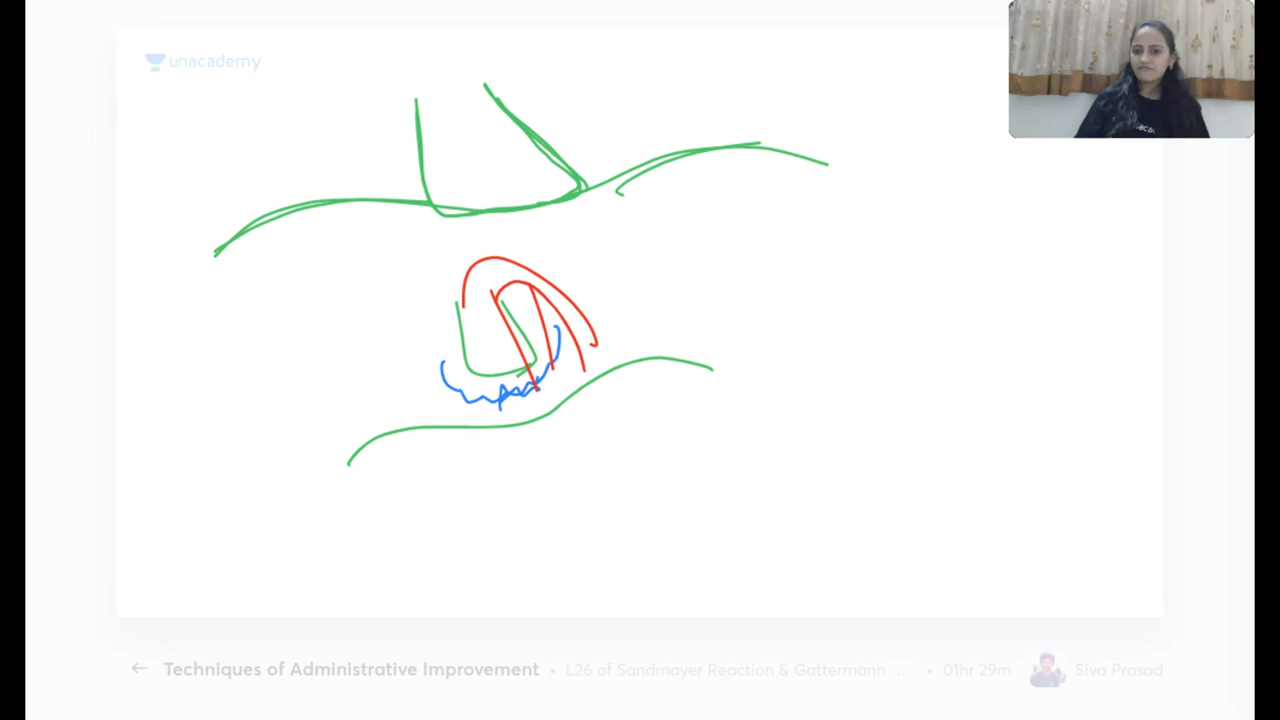 unacademy
Techniques of Administrative Improvement • L26 of Sandmayer Reaction & Gattermann ... • 01hr 29m Siva Prasad